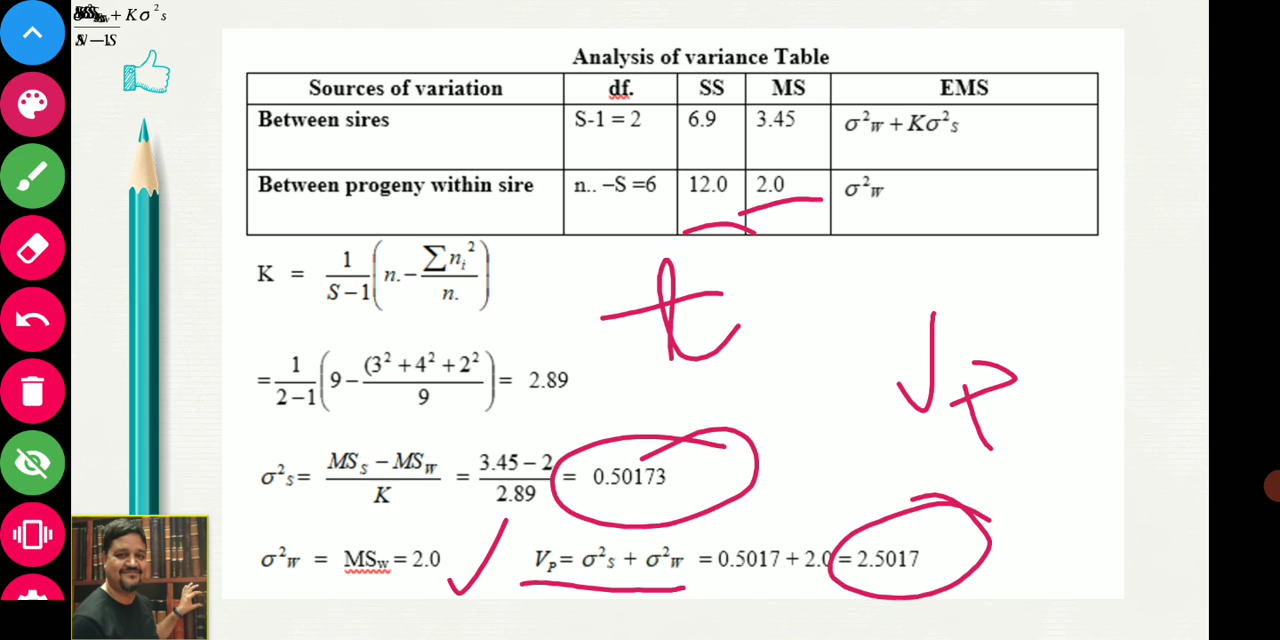 + Kσ²s
Analysis of variance Table
Sources of variation df. SS MS EMS
Between sires S-1 = 2 6.9 3.45 σ²w + Kσ²s
Between progeny within sire n.. –S =6 12.0 2.0 σ²w
K = 1/(S−1) (n.− ∑nᵢ²/n.)
= 1/(2−1) (9− (3² + 4² + 2²)/9) = 2.89
σ²s= (MSs − MSw)/K = (3.45 − 2)/2.89 = 0.50173
σ²w = MSw = 2.0 Vp= σ²s + σ²w = 0.5017 + 2.0 = 2.5017
t
P